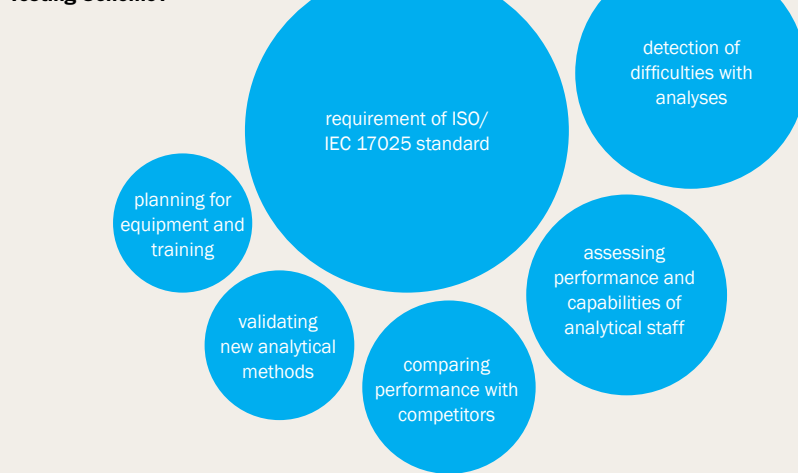 requirement of ISO/
IEC 17025 standard
detection of
difficulties with
analyses
planning for
equipment and
training
assessing
performance and
capabilities of
analytical staff
validating
new analytical
methods
comparing
performance with
competitors